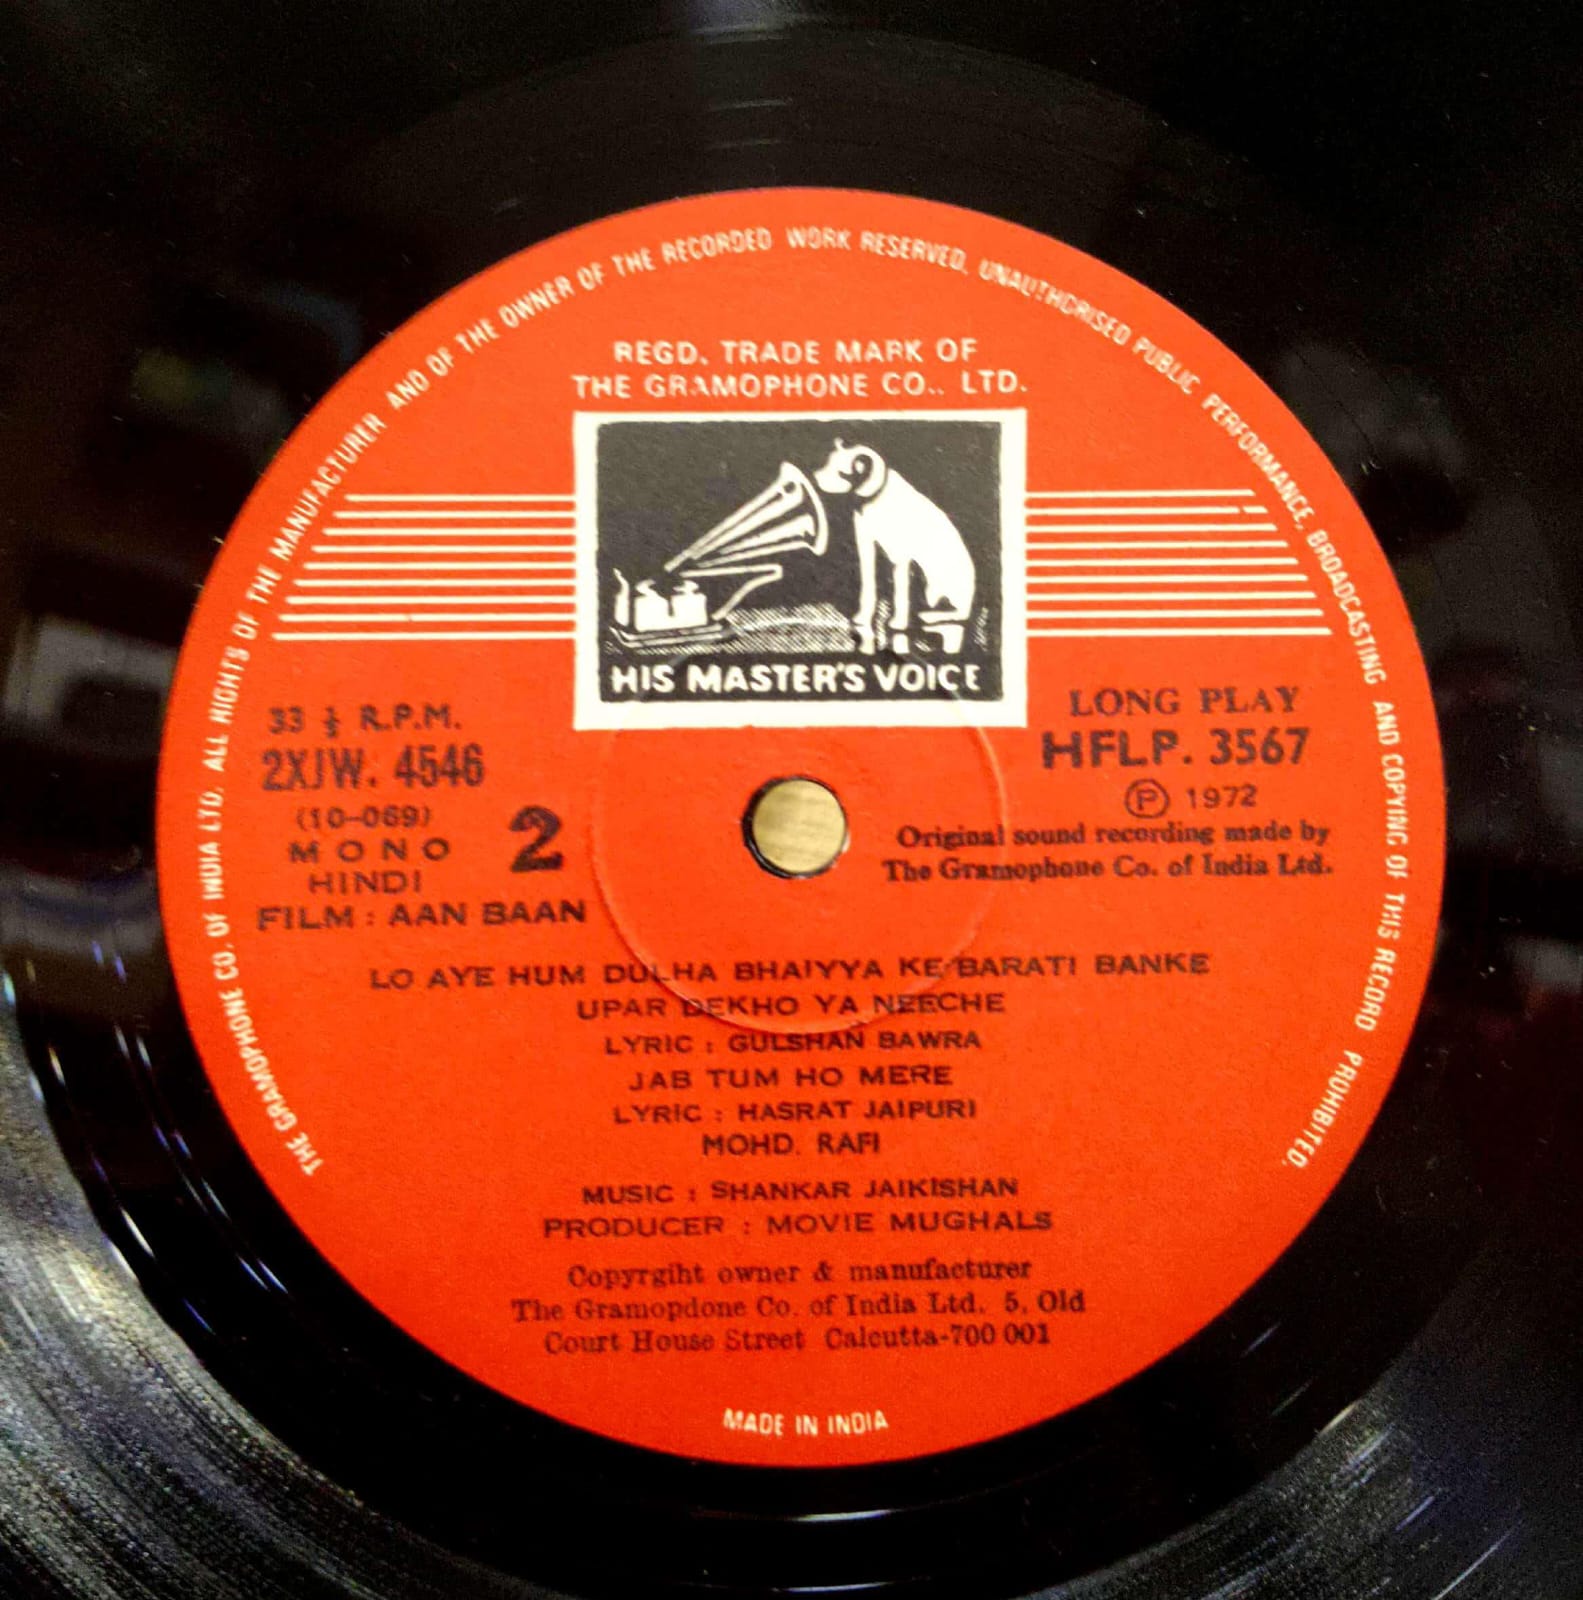 THE GRAMOPHONE CO. OF INDIA LTD. ALL RIGHTS OF THE MANUFACTURER AND OF THE OWNER OF THE RECORDED WORK RESERVED. UNAUTHORISED PUBLIC PERFORMANCE, BROADCASTING AND COPYING OF THIS RECORD PROHIBITED.
REGD. TRADE MARK OF
THE GRAMOPHONE CO., LTD.
HIS MASTER'S VOICE
33 ⅓ R.P.M.
2XJW. 4546
(10-069)
MONO
HINDI
2
FILM : AAN BAAN
LONG PLAY
HFLP. 3567
Ⓟ 1972
Original sound recording made by
The Gramophone Co. of India Ltd.
LO AYE HUM DULHA BHAIYYA KE BARATI BANKE
UPAR DEKHO YA NEECHE
LYRIC : GULSHAN BAWRA
JAB TUM HO MERE
LYRIC : HASRAT JAIPURI
MOHD. RAFI
MUSIC : SHANKAR JAIKISHAN
PRODUCER : MOVIE MUGHALS
Copyrgiht owner & manufacturer
The Gramopdone Co. of India Ltd. 5, Old
Court House Street Calcutta-700 001
MADE IN INDIA